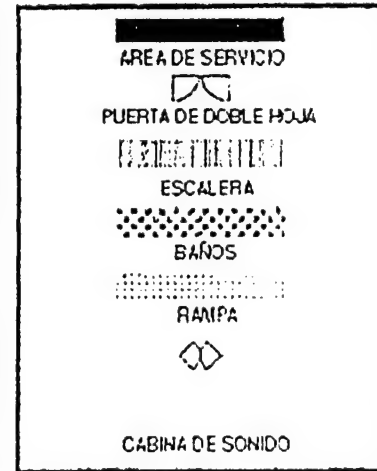 AREA DE SERVICIO
PUERTA DE DOBLE HOJA
ESCALERA
BAÑOS
RAMPA
CABINA DE SONIDO